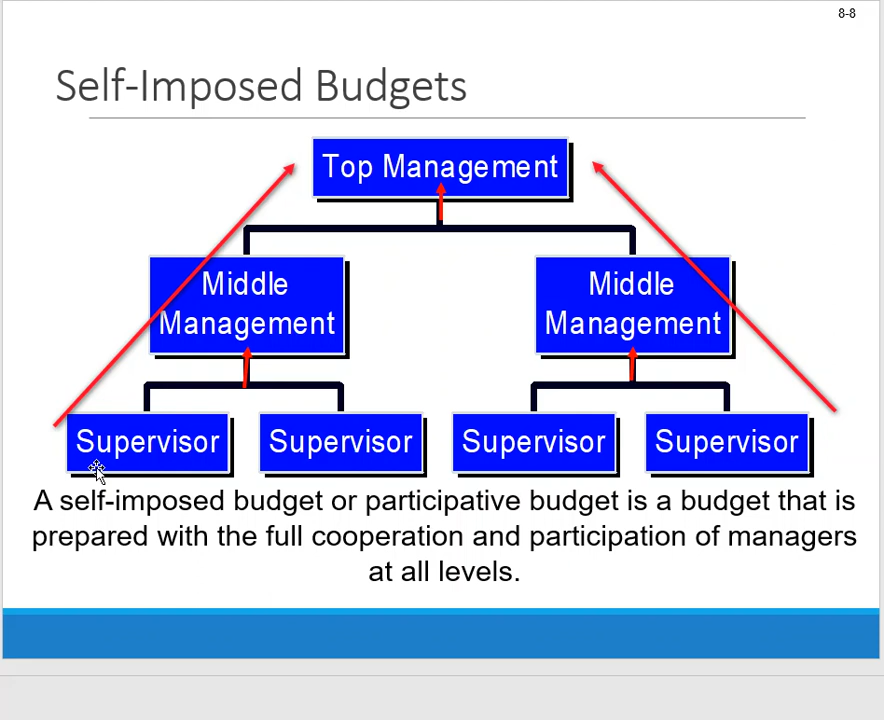 8-8
Self-Imposed Budgets
Top Management
Middle
Management
Middle
Management
Supervisor
Supervisor
Supervisor
Supervisor
A self-imposed budget or participative budget is a budget that is
prepared with the full cooperation and participation of managers
at all levels.